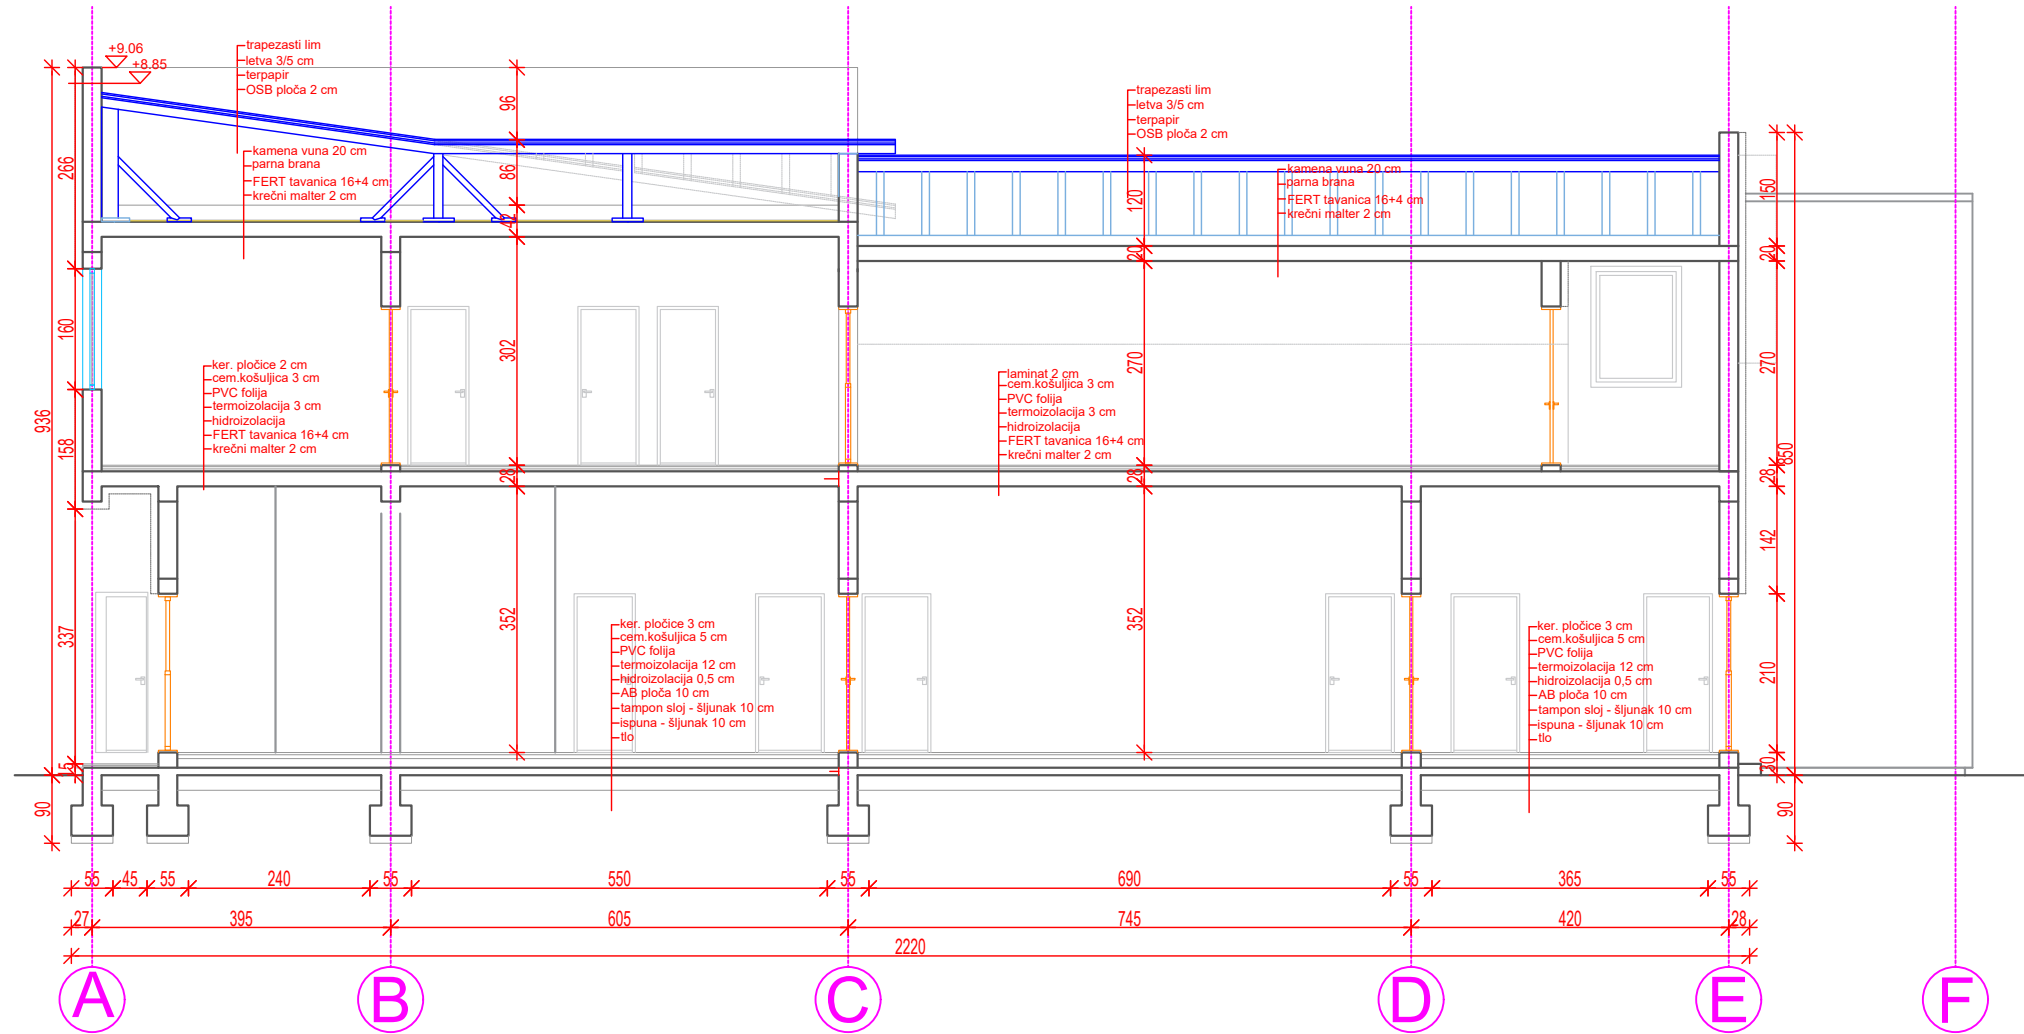 +9.06
+8.85
trapezasti lim
letva 3/5 cm
terpapir
OSB ploča 2 cm
kamena vuna 20 cm
parna brana
FERT tavanica 16+4 cm
krečni malter 2 cm
trapezasti lim
letva 3/5 cm
terpapir
OSB ploča 2 cm
kamena vuna 20 cm
parna brana
FERT tavanica 16+4 cm
krečni malter 2 cm
ker. pločice 2 cm
cem.košuljica 3 cm
PVC folija
termoizolacija 3 cm
hidroizolacija
FERT tavanica 16+4 cm
krečni malter 2 cm
laminat 2 cm
cem.košuljica 3 cm
PVC folija
termoizolacija 3 cm
hidroizolacija
FERT tavanica 16+4 cm
krečni malter 2 cm
ker. pločice 3 cm
cem.košuljica 5 cm
PVC folija
termoizolacija 12 cm
hidroizolacija 0,5 cm
AB ploča 10 cm
tampon sloj - šljunak 10 cm
ispuna - šljunak 10 cm
tlo
ker. pločice 3 cm
cem.košuljica 5 cm
PVC folija
termoizolacija 12 cm
hidroizolacija 0,5 cm
AB ploča 10 cm
tampon sloj - šljunak 10 cm
ispuna - šljunak 10 cm
tlo
936
90
266
160
158
337
15
96
86
302
28
352
120
20
270
28
352
150
20
270
28
142
210
30
850
90
55 45 55 240 55 550 55 690 55 365 55
27 395 605 745 420 28
2220
A B C D E F